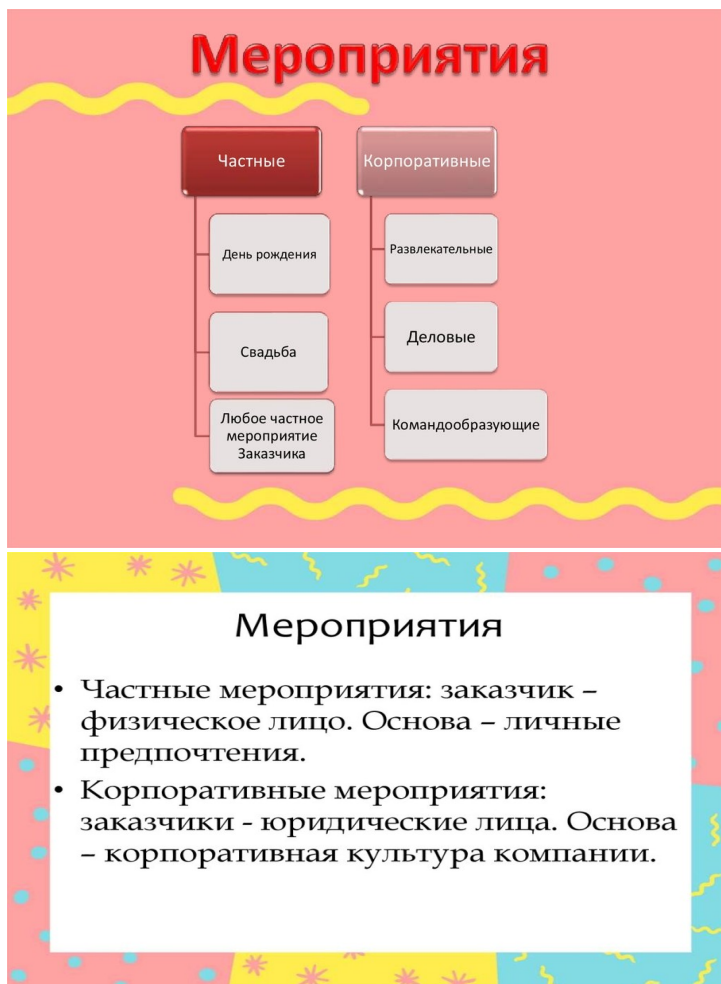 Мероприятия
Частные
День рождения
Свадьба
Любое частное
мероприятие
Заказчика
Корпоративные
Развлекательные
Деловые
Командообразующие
Мероприятия
• Частные мероприятия: заказчик –
физическое лицо. Основа – личные
предпочтения.
• Корпоративные мероприятия:
заказчики - юридические лица. Основа
– корпоративная культура компании.